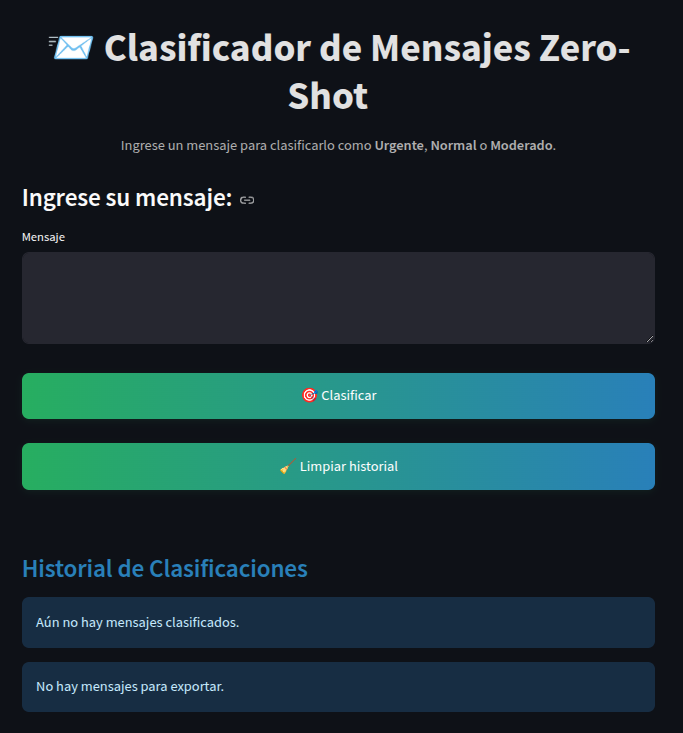 📨 Clasificador de Mensajes Zero-
Shot
Ingrese un mensaje para clasificarlo como Urgente, Normal o Moderado.
Ingrese su mensaje:
Mensaje
🎯 Clasificar
🧹 Limpiar historial
Historial de Clasificaciones
Aún no hay mensajes clasificados.
No hay mensajes para exportar.